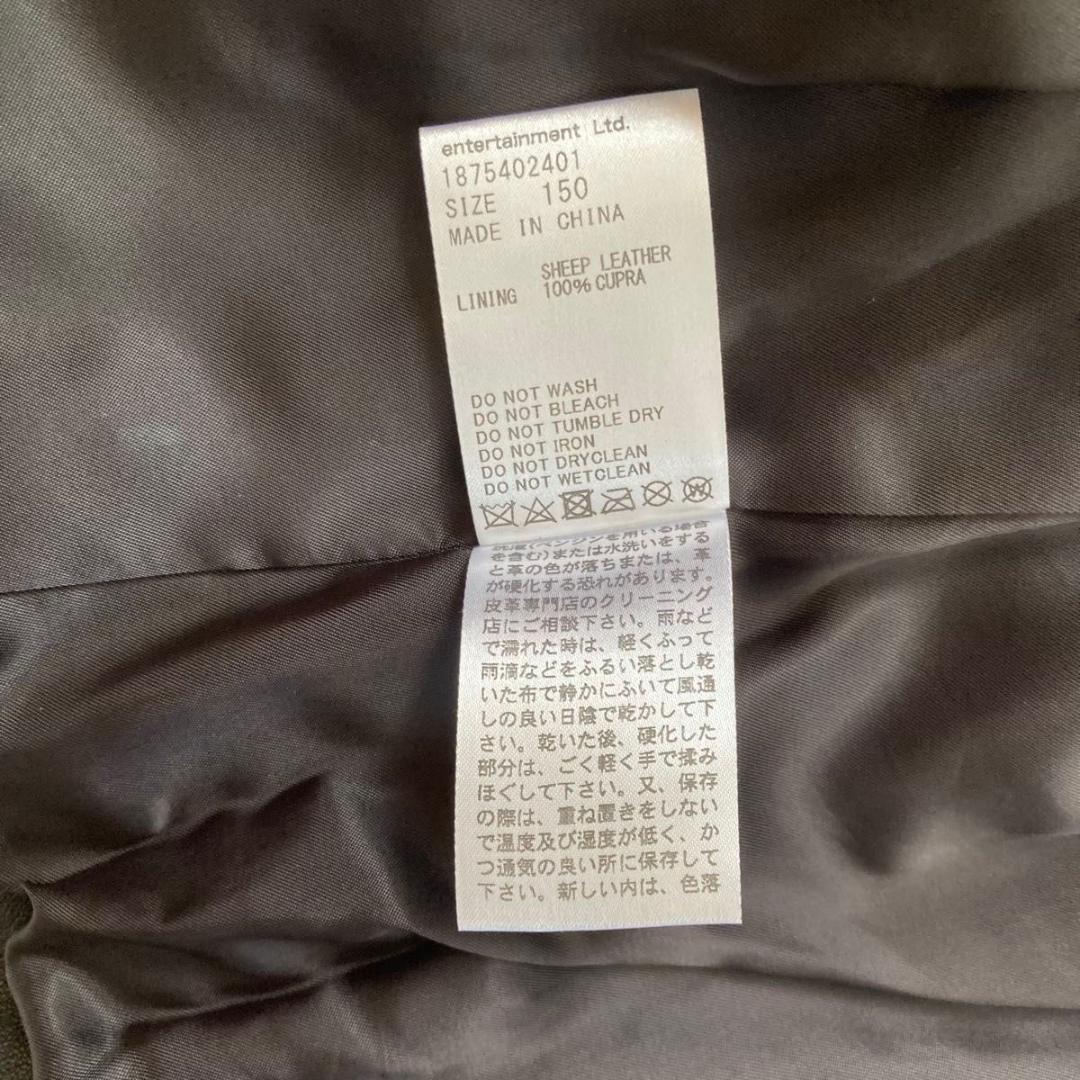 entertainment Ltd.
1875402401
SIZE 150
MADE IN CHINA
SHEEP LEATHER
LINING 100% CUPRA
DO NOT WASH
DO NOT BLEACH
DO NOT TUMBLE DRY
DO NOT IRON
DO NOT DRYCLEAN
DO NOT WETCLEAN
W
を用いる場合
を含む)または水洗いをする
と革の色が落ちまたは、革
が硬化する恐れがあります。
皮革専門店のクリーニング
店にご相談下さい。雨など
で濡れた時は、軽くふって
雨滴などをふるい落とし乾
いた布で静かにふいて風通
しの良い日陰で乾かして下
さい。乾いた後、硬化した
部分は、ごく軽く手で揉み
ほぐして下さい。又、保存
の際は、重ね置きをしない
で温度及び湿度が低く、か
つ通気の良い所に保存して
下さい。新しい内は、色落